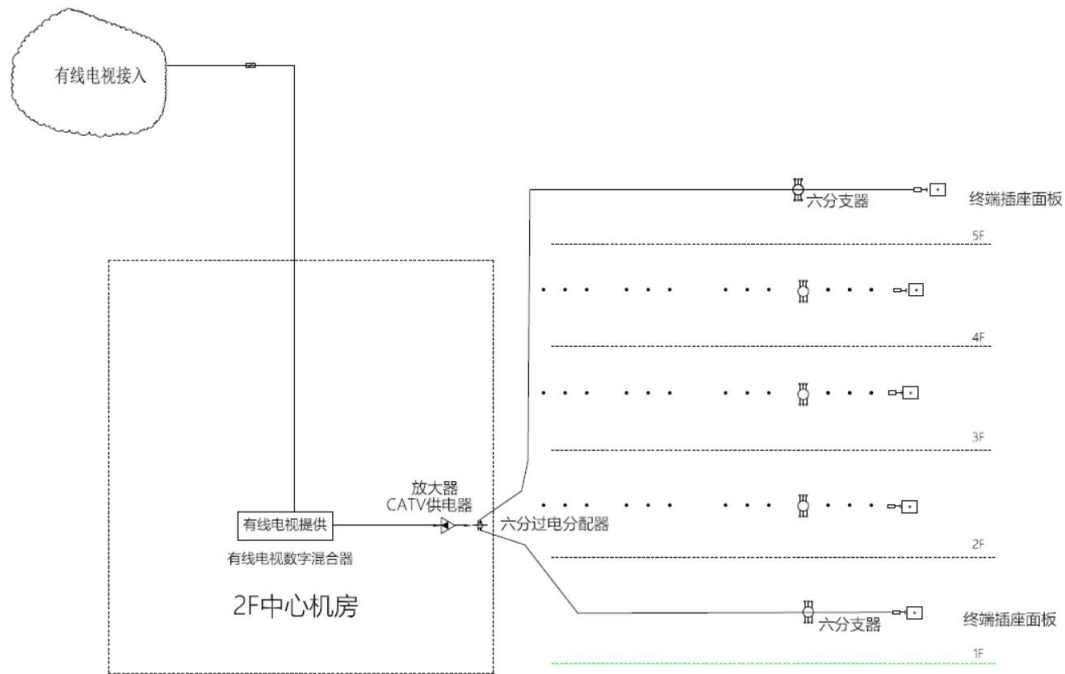 有线电视接入
六分支器
终端插座面板
5F
4F
3F
放大器
CATV供电器
有线电视提供
六分过电分配器
有线电视数字混合器
2F
2F中心机房
六分支器
终端插座面板
1F